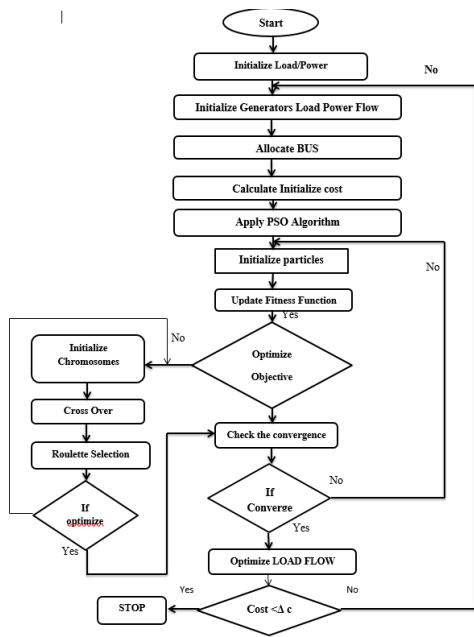 Start
Initialize Load/Power
No
Initialize Generators Load Power Flow
Allocate BUS
Calculate Initialize cost
Apply PSO Algorithm
Initialize particles
No
Update Fitness Function
Yes
No
Optimize
Objective
Initialize
Chromosomes
Cross Over
Check the convergence
Roulette Selection
No
If
Converge
If
optimize
Yes
Yes
Optimize LOAD FLOW
Yes
No
STOP
Cost <Δ c